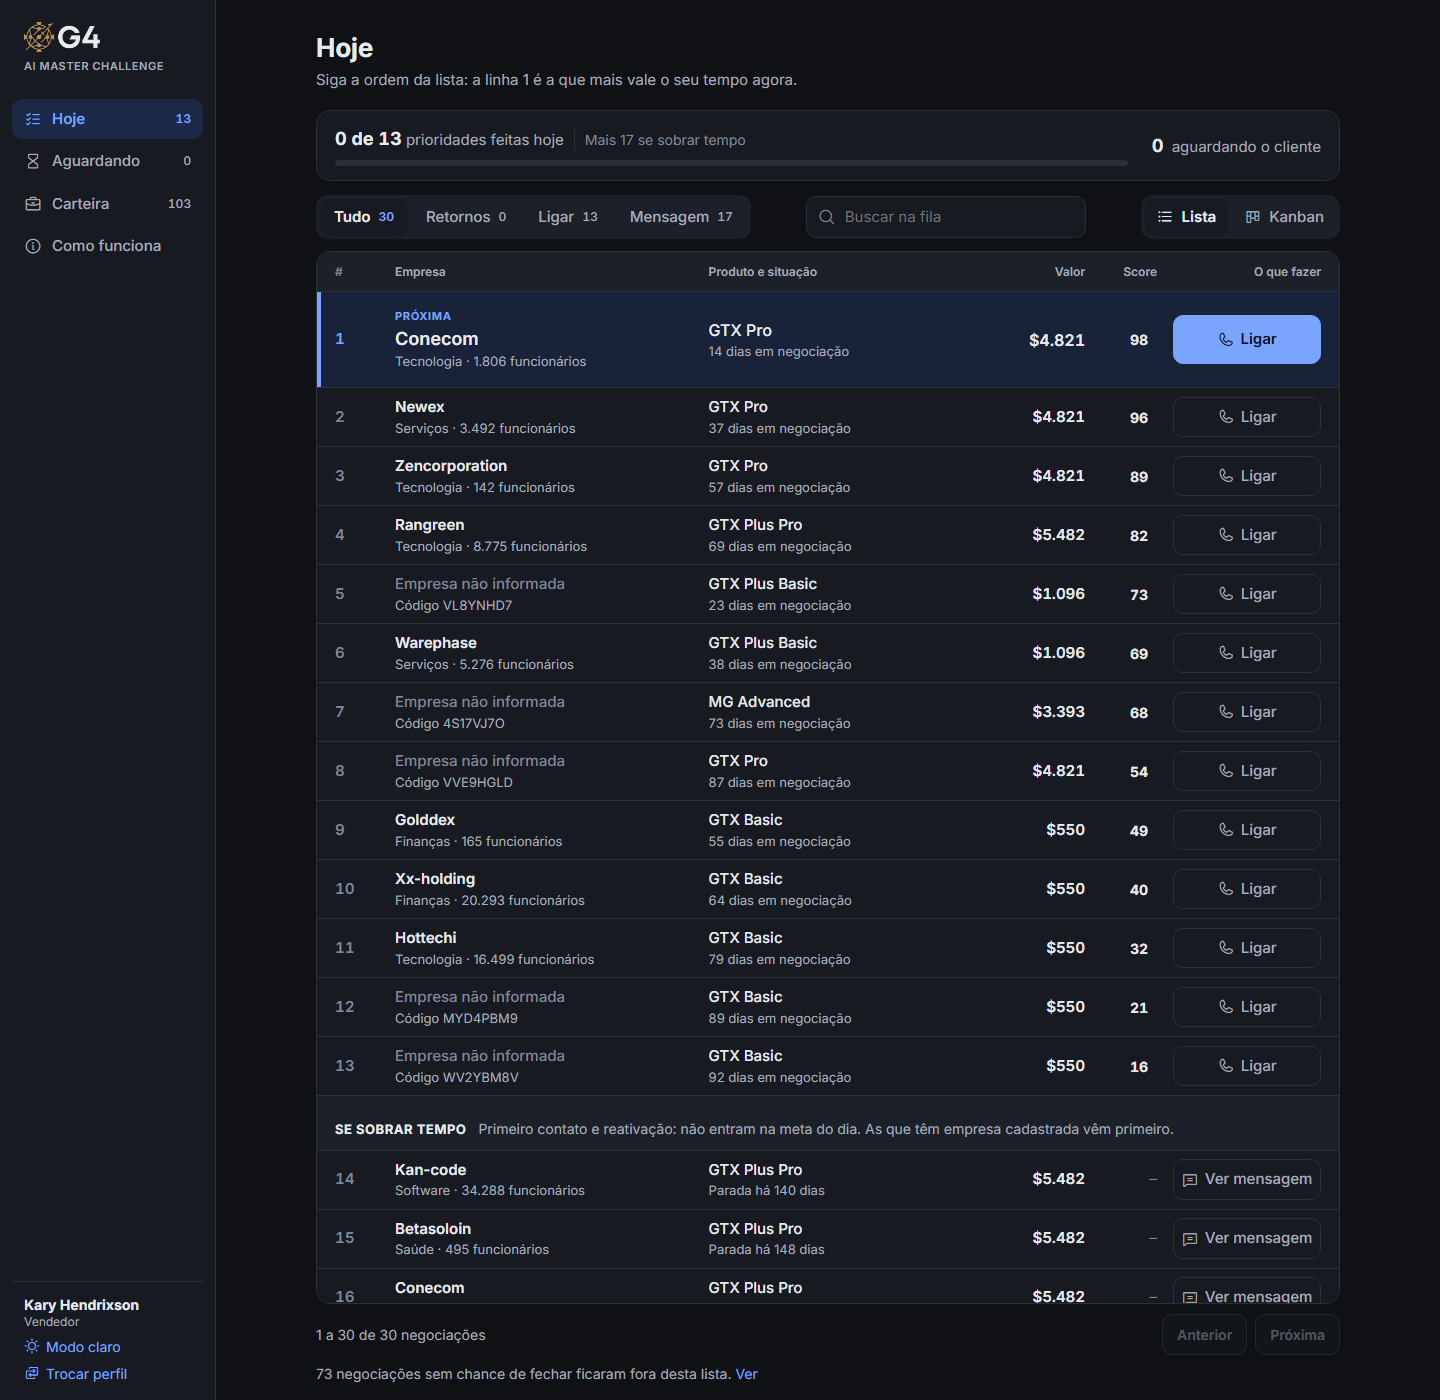 G4
AI MASTER CHALLENGE
Hoje 13
Aguardando 0
Carteira 103
Como funciona
Kary Hendrixson
Vendedor
Modo claro
Trocar perfil
Hoje
Siga a ordem da lista: a linha 1 é a que mais vale o seu tempo agora.
0 de 13 prioridades feitas hoje Mais 17 se sobrar tempo
0 aguardando o cliente
Tudo 30 Retornos 0 Ligar 13 Mensagem 17
Buscar na fila
Lista Kanban
# Empresa Produto e situação Valor Score O que fazer
PRÓXIMA
1 Conecom GTX Pro $4.821 98 Ligar
Tecnologia · 1.806 funcionários 14 dias em negociação
2 Newex GTX Pro $4.821 96 Ligar
Serviços · 3.492 funcionários 37 dias em negociação
3 Zencorporation GTX Pro $4.821 89 Ligar
Tecnologia · 142 funcionários 57 dias em negociação
4 Rangreen GTX Plus Pro $5.482 82 Ligar
Tecnologia · 8.775 funcionários 69 dias em negociação
5 Empresa não informada GTX Plus Basic $1.096 73 Ligar
Código VL8YNHD7 23 dias em negociação
6 Warephase GTX Plus Basic $1.096 69 Ligar
Serviços · 5.276 funcionários 38 dias em negociação
7 Empresa não informada MG Advanced $3.393 68 Ligar
Código 4S17VJ7O 73 dias em negociação
8 Empresa não informada GTX Pro $4.821 54 Ligar
Código VVE9HGLD 87 dias em negociação
9 Golddex GTX Basic $550 49 Ligar
Finanças · 165 funcionários 55 dias em negociação
10 Xx-holding GTX Basic $550 40 Ligar
Finanças · 20.293 funcionários 64 dias em negociação
11 Hottechi GTX Basic $550 32 Ligar
Tecnologia · 16.499 funcionários 79 dias em negociação
12 Empresa não informada GTX Basic $550 21 Ligar
Código MYD4PBM9 89 dias em negociação
13 Empresa não informada GTX Basic $550 16 Ligar
Código WV2YBM8V 92 dias em negociação
SE SOBRAR TEMPO Primeiro contato e reativação: não entram na meta do dia. As que têm empresa cadastrada vêm primeiro.
14 Kan-code GTX Plus Pro $5.482 – Ver mensagem
Software · 34.288 funcionários Parada há 140 dias
15 Betasoloin GTX Plus Pro $5.482 – Ver mensagem
Saúde · 495 funcionários Parada há 148 dias
16 Conecom GTX Plus Pro $5.482 – Ver mensagem
1 a 30 de 30 negociações
Anterior Próxima
73 negociações sem chance de fechar ficaram fora desta lista. Ver